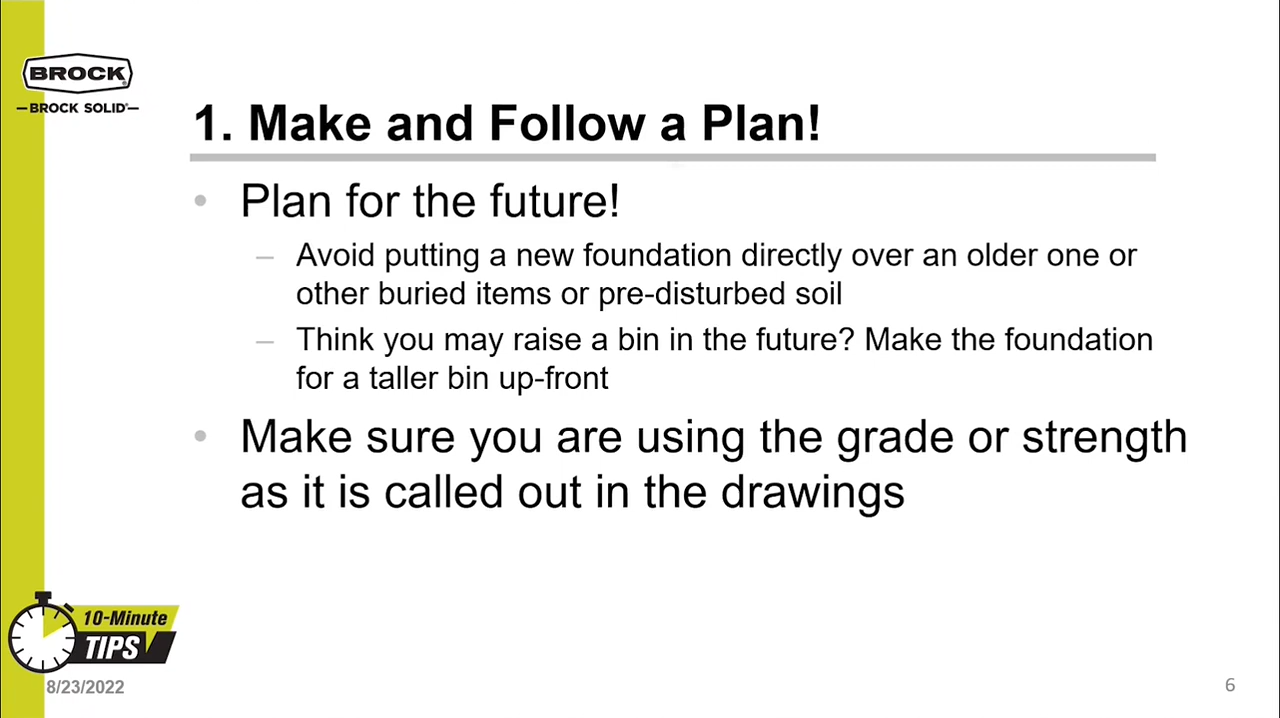 BROCK
BROCK SOLID
1. Make and Follow a Plan!
• Plan for the future!
– Avoid putting a new foundation directly over an older one or
other buried items or pre-disturbed soil
– Think you may raise a bin in the future? Make the foundation
for a taller bin up-front
• Make sure you are using the grade or strength
as it is called out in the drawings
10-Minute
TIPS
8/23/2022
6